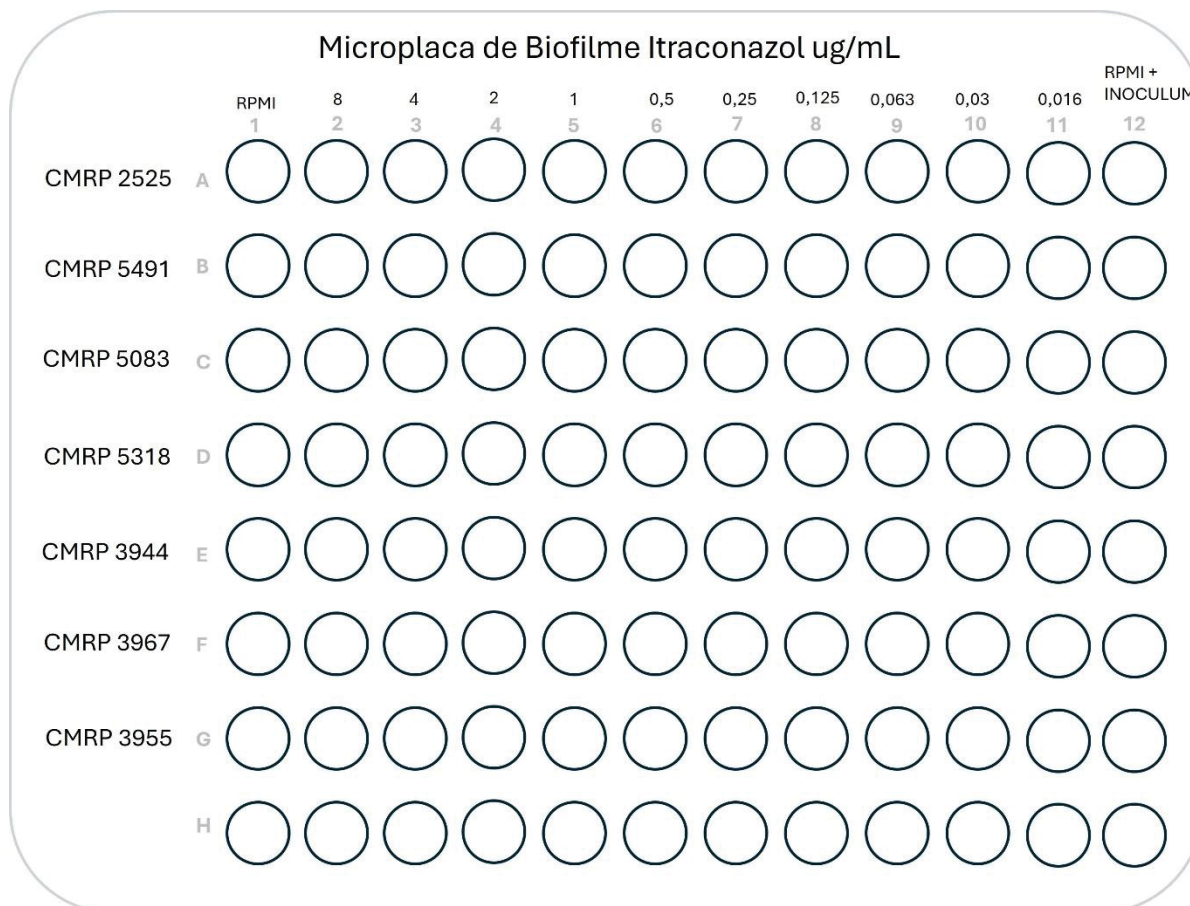 Microplaca de Biofilme Itraconazol ug/mL
RPMI 8 4 2 1 0,5 0,25 0,125 0,063 0,03 0,016 RPMI +
INOCULUM
1 2 3 4 5 6 7 8 9 10 11 12
CMRP 2525 A
CMRP 5491 B
CMRP 5083 C
CMRP 5318 D
CMRP 3944 E
CMRP 3967 F
CMRP 3955 G
H